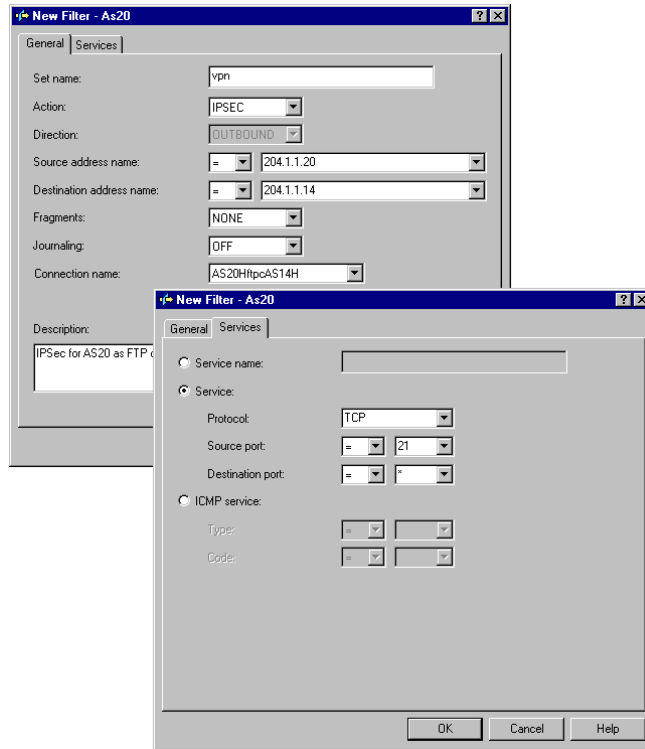 New Filter - As20
General Services
Set name: vpn
Action: IPSEC
Direction: OUTBOUND
Source address name: = 204.1.1.20
Destination address name: = 204.1.1.14
Fragments: NONE
Journaling: OFF
Connection name: AS20HftpcAS14H
Description:
IPSec for AS20 as FTP
New Filter - As20
General Services
Service name:
Service:
Protocol: TCP
Source port: = 21
Destination port: = *
ICMP service:
Type: =
Code: =
OK Cancel Help